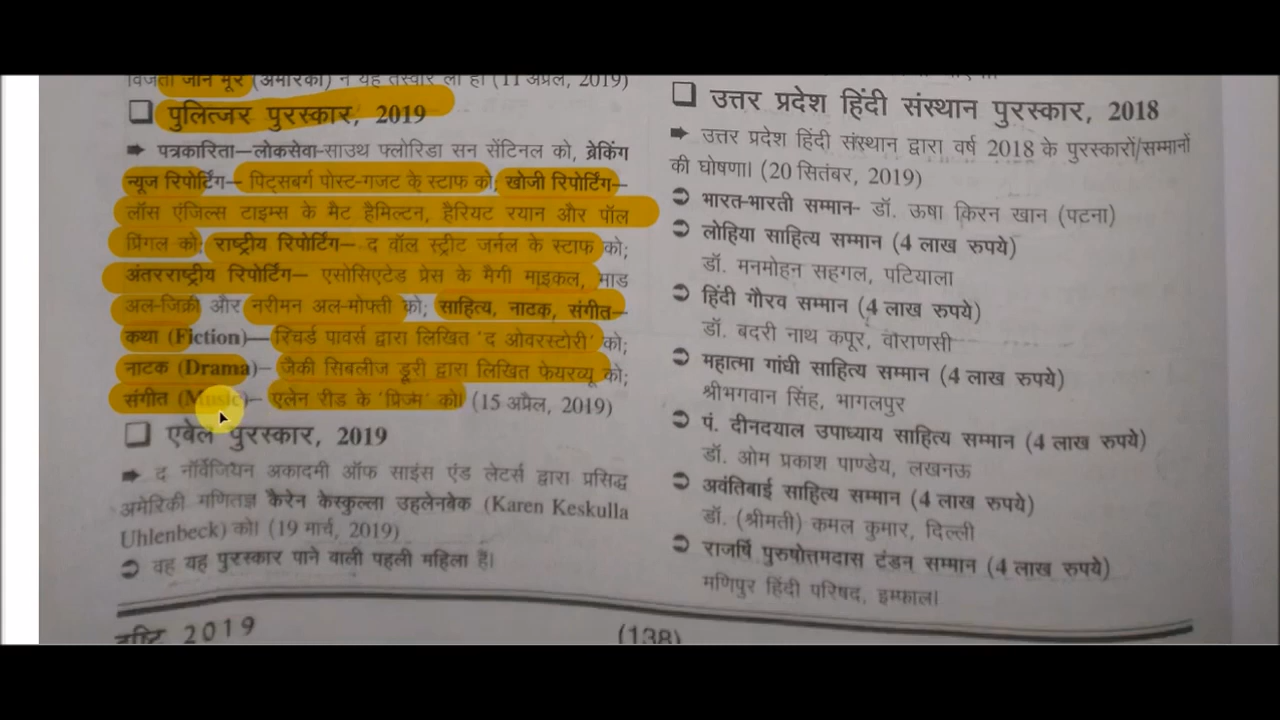 विजेता जॉन मूर (अमेरिका) ने यह तस्वीर ली है। (11 अप्रैल, 2019)
❑ पुलित्जर पुरस्कार, 2019
➡ पत्रकारिता–लोकसेवा-साउथ फ्लोरिडा सन सेंटिनल को, ब्रेकिंग
न्यूज रिपोर्टिंग– पिट्सबर्ग पोस्ट-गजट के स्टाफ को; खोजी रिपोर्टिंग–
लॉस एंजिल्स टाइम्स के मैट हैमिल्टन, हैरियट रयान और पॉल
प्रिंगल को; राष्ट्रीय रिपोर्टिंग– द वॉल स्ट्रीट जर्नल के स्टाफ को;
अंतरराष्ट्रीय रिपोर्टिंग– एसोसिएटेड प्रेस के मैगी माइकल, माड
अल-जिक्री और नरीमन अल-मोफ्ती को; साहित्य, नाटक, संगीत–
कथा (Fiction)– रिचर्ड पावर्स द्वारा लिखित 'द ओवरस्टोरी' को;
नाटक (Drama)– जैकी सिबलीज ड्रूरी द्वारा लिखित फेयरव्यू को;
संगीत (Music)– एलेन रीड के 'प्रिज्म' को। (15 अप्रैल, 2019)
❑ एबेल पुरस्कार, 2019
➡ द नॉर्वेजियन अकादमी ऑफ साइंस एंड लेटर्स द्वारा प्रसिद्ध
अमेरिकी गणितज्ञ कैरेन केस्कुल्ला उहलेनबेक (Karen Keskulla
Uhlenbeck) को। (19 मार्च, 2019)
➲ वह यह पुरस्कार पाने वाली पहली महिला हैं।
❑ उत्तर प्रदेश हिंदी संस्थान पुरस्कार, 2018
➡ उत्तर प्रदेश हिंदी संस्थान द्वारा वर्ष 2018 के पुरस्कारों/सम्मानों
की घोषणा। (20 सितंबर, 2019)
➲ भारत-भारती सम्मान- डॉ. ऊषा किरन खान (पटना)
➲ लोहिया साहित्य सम्मान (4 लाख रुपये)
डॉ. मनमोहन सहगल, पटियाला
➲ हिंदी गौरव सम्मान (4 लाख रुपये)
डॉ. बदरी नाथ कपूर, वाराणसी
➲ महात्मा गांधी साहित्य सम्मान (4 लाख रुपये)
श्रीभगवान सिंह, भागलपुर
➲ पं. दीनदयाल उपाध्याय साहित्य सम्मान (4 लाख रुपये)
डॉ. ओम प्रकाश पाण्डेय, लखनऊ
➲ अवंतिबाई साहित्य सम्मान (4 लाख रुपये)
डॉ. (श्रीमती) कमल कुमार, दिल्ली
➲ राजर्षि पुरुषोत्तमदास टंडन सम्मान (4 लाख रुपये)
मणिपुर हिंदी परिषद, इम्फाल।
2019
(138)